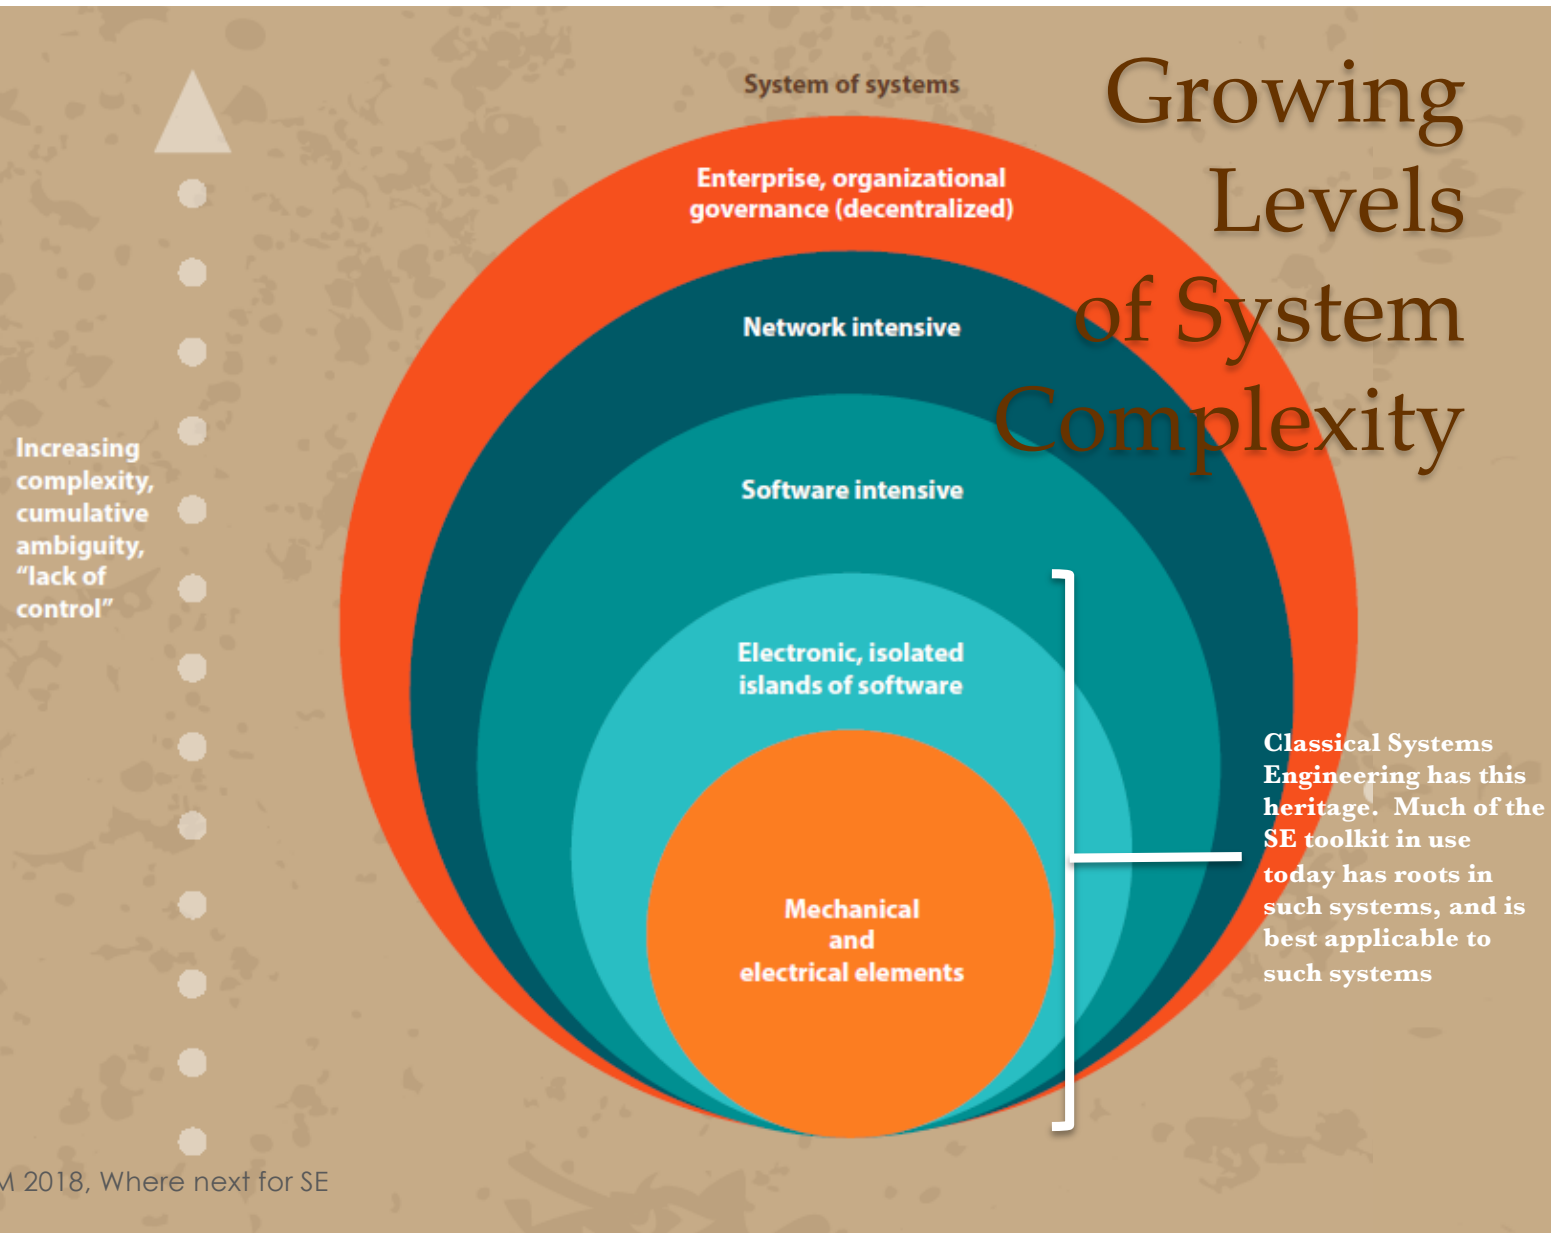 Growing
Levels
of System
Complexity
System of systems
Enterprise, organizational
governance (decentralized)
Network intensive
Software intensive
Electronic, isolated
islands of software
Mechanical
and
electrical elements
Increasing
complexity,
cumulative
ambiguity,
“lack of
control”
Classical Systems
Engineering has this
heritage.  Much of the
SE toolkit in use
today has roots in
such systems, and is
best applicable to
such systems
M 2018, Where next for SE